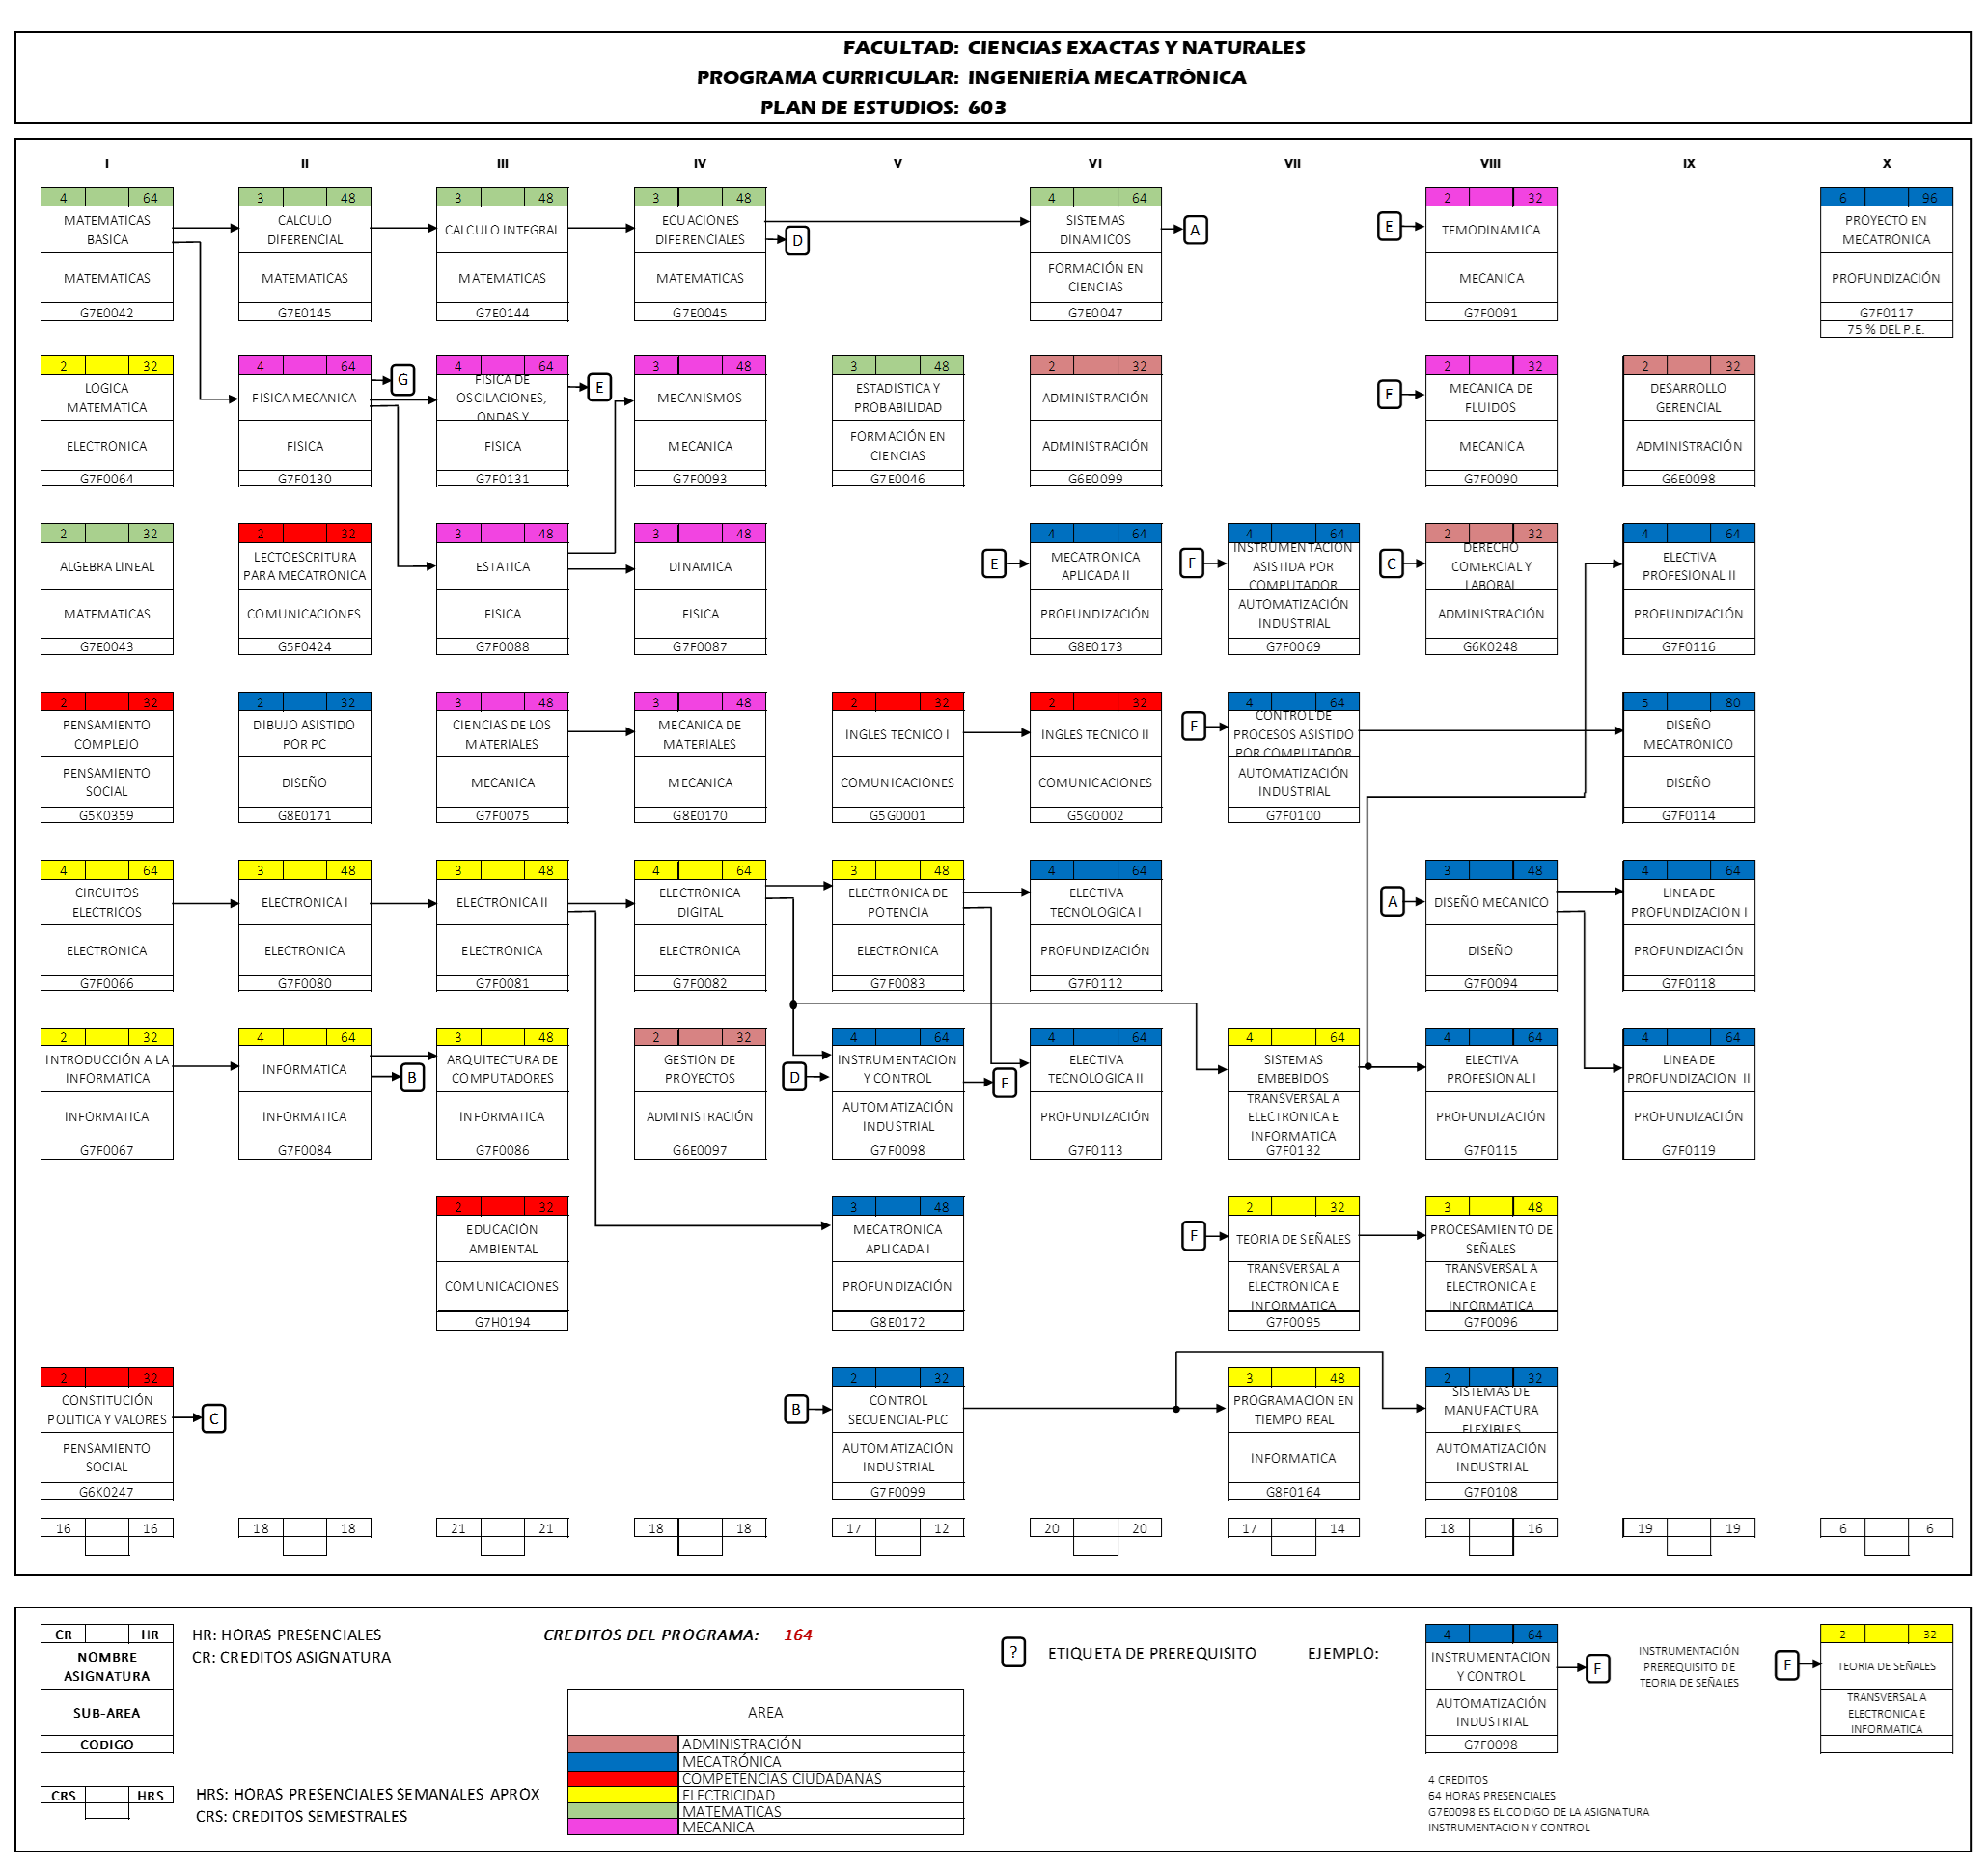 FACULTAD: CIENCIAS EXACTAS Y NATURALES
PROGRAMA CURRICULAR: INGENIERÍA MECATRÓNICA
PLAN DE ESTUDIOS: 603
I II III IV V VI VII VIII IX X
4 64
MATEMATICAS
BASICA
MATEMATICAS
G7E0042
3 48
CALCULO
DIFERENCIAL
MATEMATICAS
G7E0145
3 48
CALCULO INTEGRAL
MATEMATICAS
G7E0144
3 48
ECUACIONES
DIFERENCIALES
MATEMATICAS
G7E0045
D
4 64
SISTEMAS
DINAMICOS
FORMACIÓN EN
CIENCIAS
G7E0047
A
E
2 32
TEMODINAMICA
MECANICA
G7F0091
6 96
PROYECTO EN
MECATRONICA
PROFUNDIZACIÓN
G7F0117
75 % DEL P.E.
2 32
LOGICA
MATEMATICA
ELECTRONICA
G7F0064
4 64
FISICA MECANICA
FISICA
G7F0130
G
4 64
FISICA DE
OSCILACIONES,
ONDAS Y
FISICA
G7F0131
E
3 48
MECANISMOS
MECANICA
G7F0093
3 48
ESTADISTICA Y
PROBABILIDAD
FORMACIÓN EN
CIENCIAS
G7E0046
2 32
ADMINISTRACIÓN
ADMINISTRACIÓN
G6E0099
E
2 32
MECANICA DE
FLUIDOS
MECANICA
G7F0090
2 32
DESARROLLO
GERENCIAL
ADMINISTRACIÓN
G6E0098
2 32
ALGEBRA LINEAL
MATEMATICAS
G7E0043
2 32
LECTOESCRITURA
PARA MECATRONICA
COMUNICACIONES
G5F0424
3 48
ESTATICA
FISICA
G7F0088
3 48
DINAMICA
FISICA
G7F0087
E
4 64
MECATRONICA
APLICADA II
PROFUNDIZACIÓN
G8E0173
F
4 64
INSTRUMENTACION
ASISTIDA POR
COMPUTADOR
AUTOMATIZACIÓN
INDUSTRIAL
G7F0069
C
2 32
DERECHO
COMERCIAL Y
LABORAL
ADMINISTRACIÓN
G6K0248
4 64
ELECTIVA
PROFESIONAL II
PROFUNDIZACIÓN
G7F0116
2 32
PENSAMIENTO
COMPLEJO
PENSAMIENTO
SOCIAL
G5K0359
2 32
DIBUJO ASISTIDO
POR PC
DISEÑO
G8E0171
3 48
CIENCIAS DE LOS
MATERIALES
MECANICA
G7F0075
3 48
MECANICA DE
MATERIALES
MECANICA
G8E0170
2 32
INGLES TECNICO I
COMUNICACIONES
G5G0001
2 32
INGLES TECNICO II
COMUNICACIONES
G5G0002
F
4 64
CONTROL DE
PROCESOS ASISTIDO
POR COMPUTADOR
AUTOMATIZACIÓN
INDUSTRIAL
G7F0100
5 80
DISEÑO
MECATRONICO
DISEÑO
G7F0114
4 64
CIRCUITOS
ELECTRICOS
ELECTRONICA
G7F0066
3 48
ELECTRONICA I
ELECTRONICA
G7F0080
3 48
ELECTRONICA II
ELECTRONICA
G7F0081
4 64
ELECTRONICA
DIGITAL
ELECTRONICA
G7F0082
3 48
ELECTRONICA DE
POTENCIA
ELECTRONICA
G7F0083
4 64
ELECTIVA
TECNOLOGICA I
PROFUNDIZACIÓN
G7F0112
A
3 48
DISEÑO MECANICO
DISEÑO
G7F0094
4 64
LINEA DE
PROFUNDIZACION I
PROFUNDIZACIÓN
G7F0118
2 32
INTRODUCCIÓN A LA
INFORMATICA
INFORMATICA
G7F0067
4 64
INFORMATICA
INFORMATICA
G7F0084
B
3 48
ARQUITECTURA DE
COMPUTADORES
INFORMATICA
G7F0086
2 32
GESTION DE
PROYECTOS
ADMINISTRACIÓN
G6E0097
D
4 64
INSTRUMENTACION
Y CONTROL
AUTOMATIZACIÓN
INDUSTRIAL
G7F0098
F
4 64
ELECTIVA
TECNOLOGICA II
PROFUNDIZACIÓN
G7F0113
4 64
SISTEMAS
EMBEBIDOS
TRANSVERSAL A
ELECTRONICA E
INFORMATICA
G7F0132
4 64
ELECTIVA
PROFESIONAL I
PROFUNDIZACIÓN
G7F0115
4 64
LINEA DE
PROFUNDIZACION II
PROFUNDIZACIÓN
G7F0119
2 32
EDUCACIÓN
AMBIENTAL
COMUNICACIONES
G7H0194
3 48
MECATRONICA
APLICADA I
PROFUNDIZACIÓN
G8E0172
F
2 32
TEORIA DE SEÑALES
TRANSVERSAL A
ELECTRONICA E
INFORMATICA
G7F0095
3 48
PROCESAMIENTO DE
SEÑALES
TRANSVERSAL A
ELECTRONICA E
INFORMATICA
G7F0096
2 32
CONSTITUCIÓN
POLITICA Y VALORES
PENSAMIENTO
SOCIAL
G6K0247
C
B
2 32
CONTROL
SECUENCIAL-PLC
AUTOMATIZACIÓN
INDUSTRIAL
G7F0099
3 48
PROGRAMACION EN
TIEMPO REAL
INFORMATICA
G8F0164
2 32
SISTEMAS DE
MANUFACTURA
FLEXIBLES
AUTOMATIZACIÓN
INDUSTRIAL
G7F0108
16 16 18 18 21 21 18 18 17 12 20 20 17 14 18 16 19 19 6 6
CR HR
NOMBRE
ASIGNATURA
SUB-AREA
CODIGO
HR: HORAS PRESENCIALES
CR: CREDITOS ASIGNATURA
CRS HRS
HRS: HORAS PRESENCIALES SEMANALES APROX
CRS: CREDITOS SEMESTRALES
CREDITOS DEL PROGRAMA: 164
AREA
ADMINISTRACIÓN
MECATRÓNICA
COMPETENCIAS CIUDADANAS
ELECTRICIDAD
MATEMATICAS
MECANICA
? ETIQUETA DE PREREQUISITO EJEMPLO:
4 64
INSTRUMENTACION
Y CONTROL
AUTOMATIZACIÓN
INDUSTRIAL
G7F0098
F
INSTRUMENTACIÓN
PREREQUISITO DE
TEORIA DE SEÑALES
F
2 32
TEORIA DE SEÑALES
TRANSVERSAL A
ELECTRONICA E
INFORMATICA
4 CREDITOS
64 HORAS PRESENCIALES
G7E0098 ES EL CODIGO DE LA ASIGNATURA
INSTRUMENTACION Y CONTROL